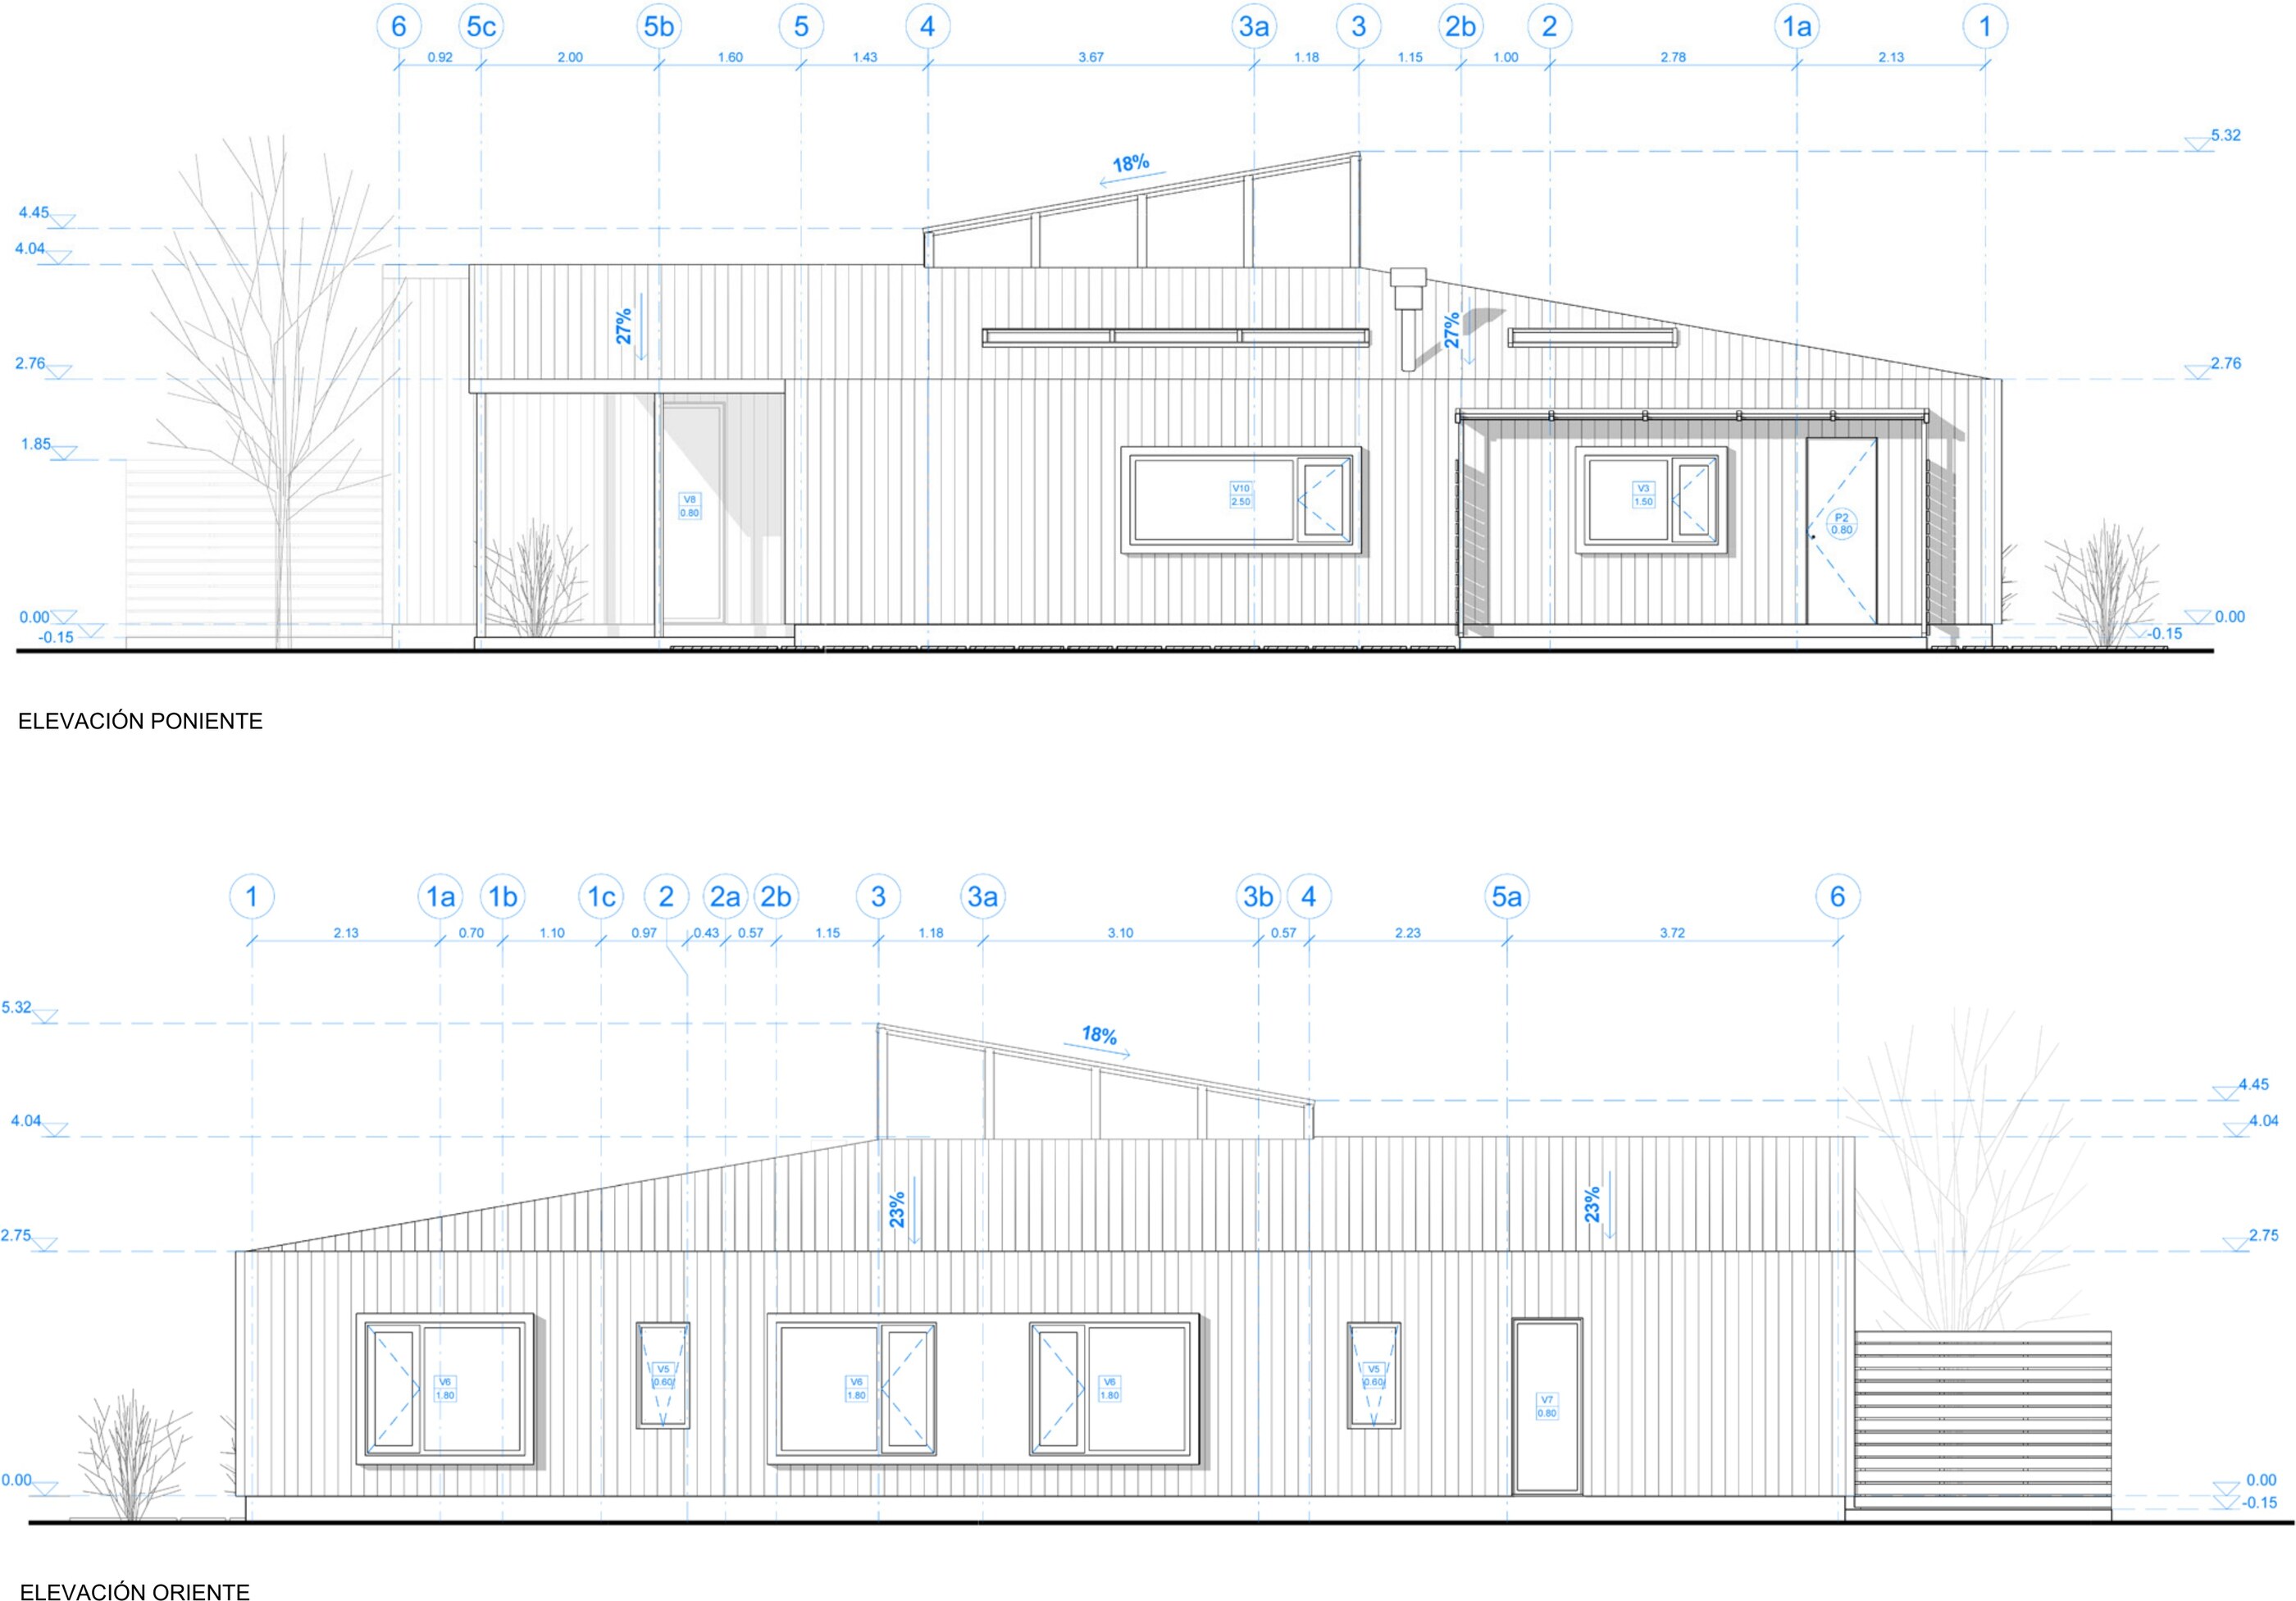 6 5c 5b 5 4 3a 3 2b 2 1a 1
0.92 2.00 1.60 1.43 3.67 1.18 1.15 1.00 2.78 2.13
5.32
18%
4.45
4.04
27% 27%
2.76 2.76
1.85
V8
0.80
V10
2.50
V3
1.50
P2
0.80
0.00 0.00
-0.15 -0.15
ELEVACIÓN PONIENTE
1 1a 1b 1c 2 2a 2b 3 3a 3b 4 5a 6
2.13 0.70 1.10 0.97 0.43 0.57 1.15 1.18 3.10 0.57 2.23 3.72
5.32
18%
4.45
4.04 4.04
23% 23%
2.75 2.75
V6
1.80
V5
0.60
V6
1.80
V6
1.80
V5
0.60
V7
0.80
0.00 0.00
-0.15
ELEVACIÓN ORIENTE